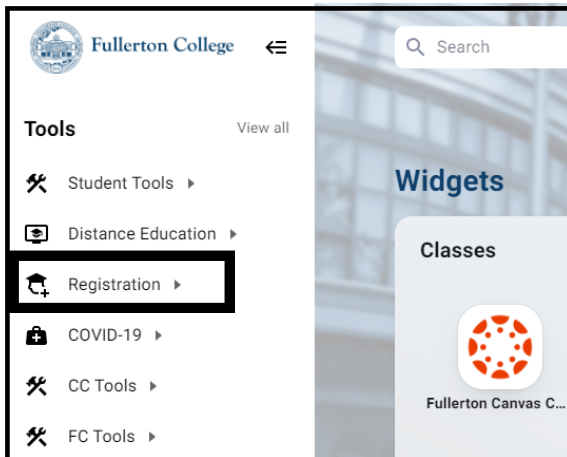 Fullerton College
Search
Tools
View all
Student Tools
Distance Education
Registration
COVID-19
CC Tools
FC Tools
Widgets
Classes
Fullerton Canvas C...